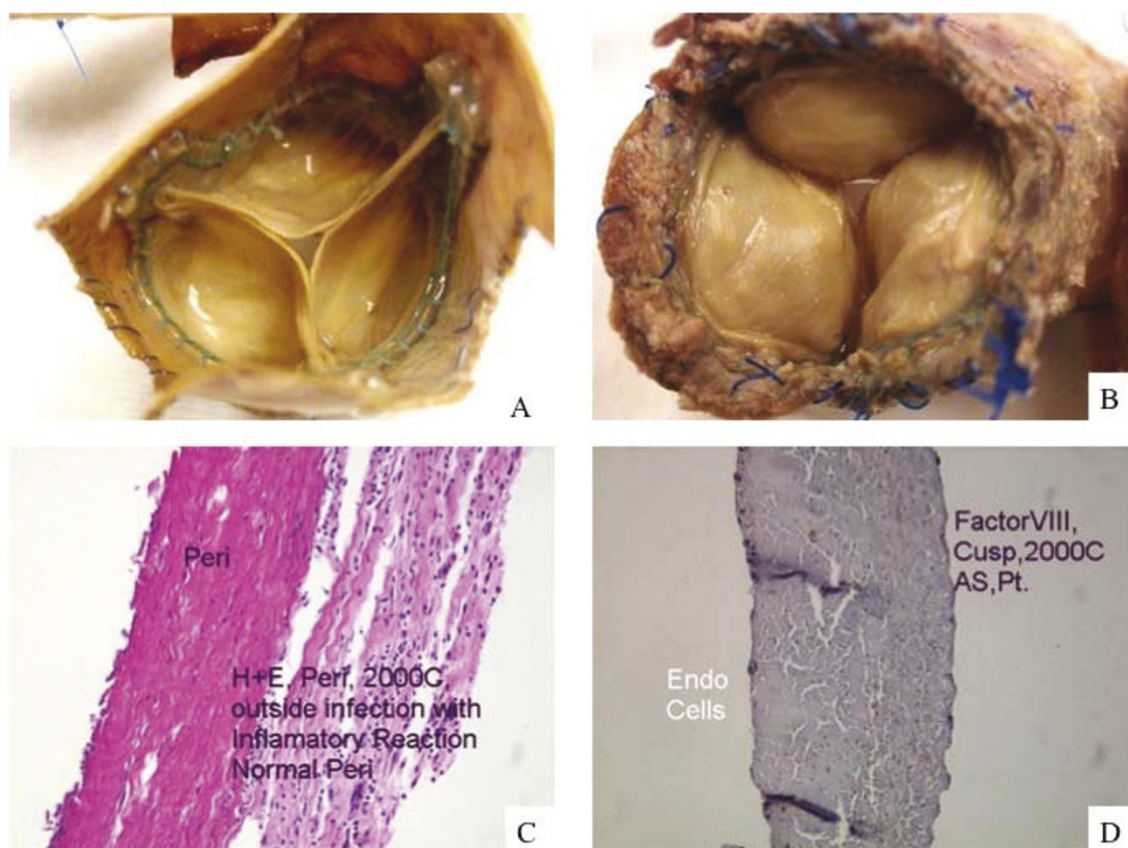 A
B
Peri
H+E. Peri, 2000C
outside infection with
Inflamatory Reaction
Normal Peri
C
FactorVIII,
Cusp,2000C
AS,Pt.
Endo
Cells
D